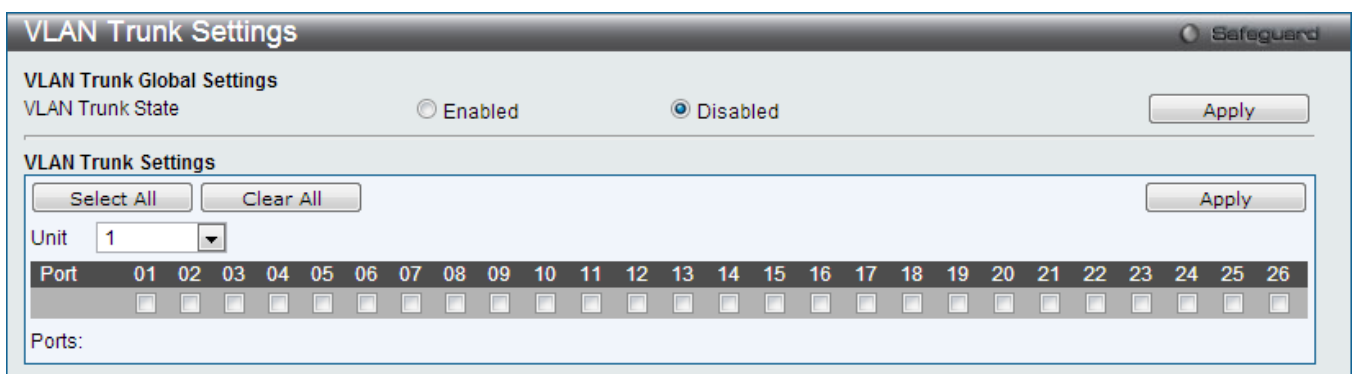 VLAN Trunk Settings Safeguard
VLAN Trunk Global Settings
VLAN Trunk State Enabled Disabled Apply
VLAN Trunk Settings
Select All Clear All Apply
Unit 1
Port 01 02 03 04 05 06 07 08 09 10 11 12 13 14 15 16 17 18 19 20 21 22 23 24 25 26
Ports: